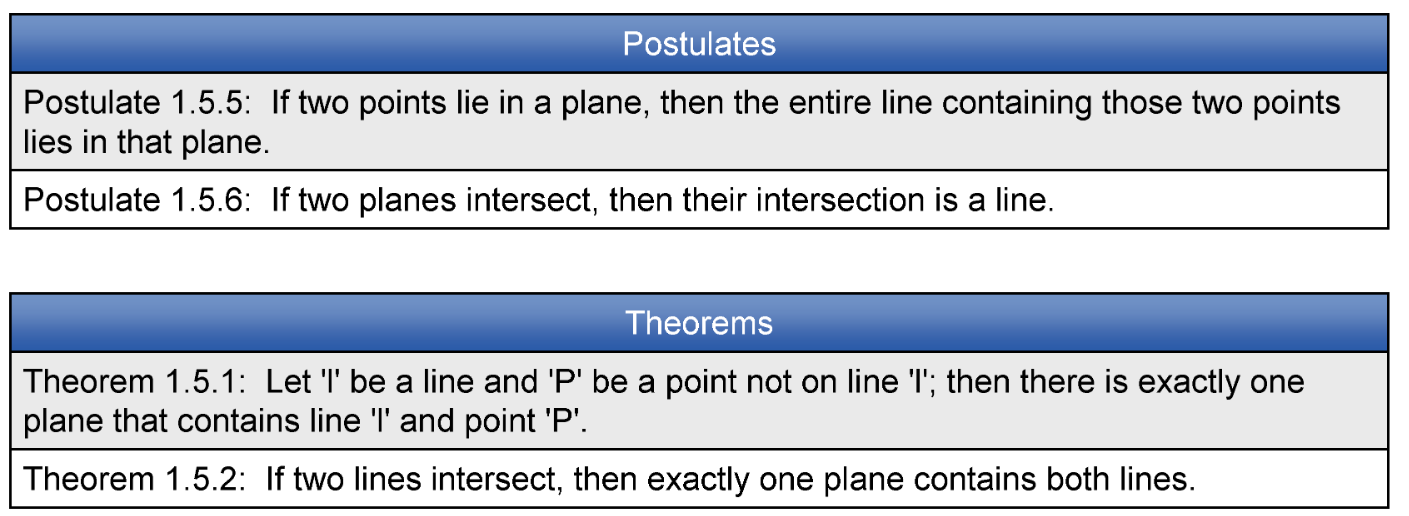 Postulates
Postulate 1.5.5:  If two points lie in a plane, then the entire line containing those two points
lies in that plane.
Postulate 1.5.6:  If two planes intersect, then their intersection is a line.
Theorems
Theorem 1.5.1:  Let 'l' be a line and 'P' be a point not on line 'l'; then there is exactly one
plane that contains line 'l' and point 'P'.
Theorem 1.5.2:  If two lines intersect, then exactly one plane contains both lines.